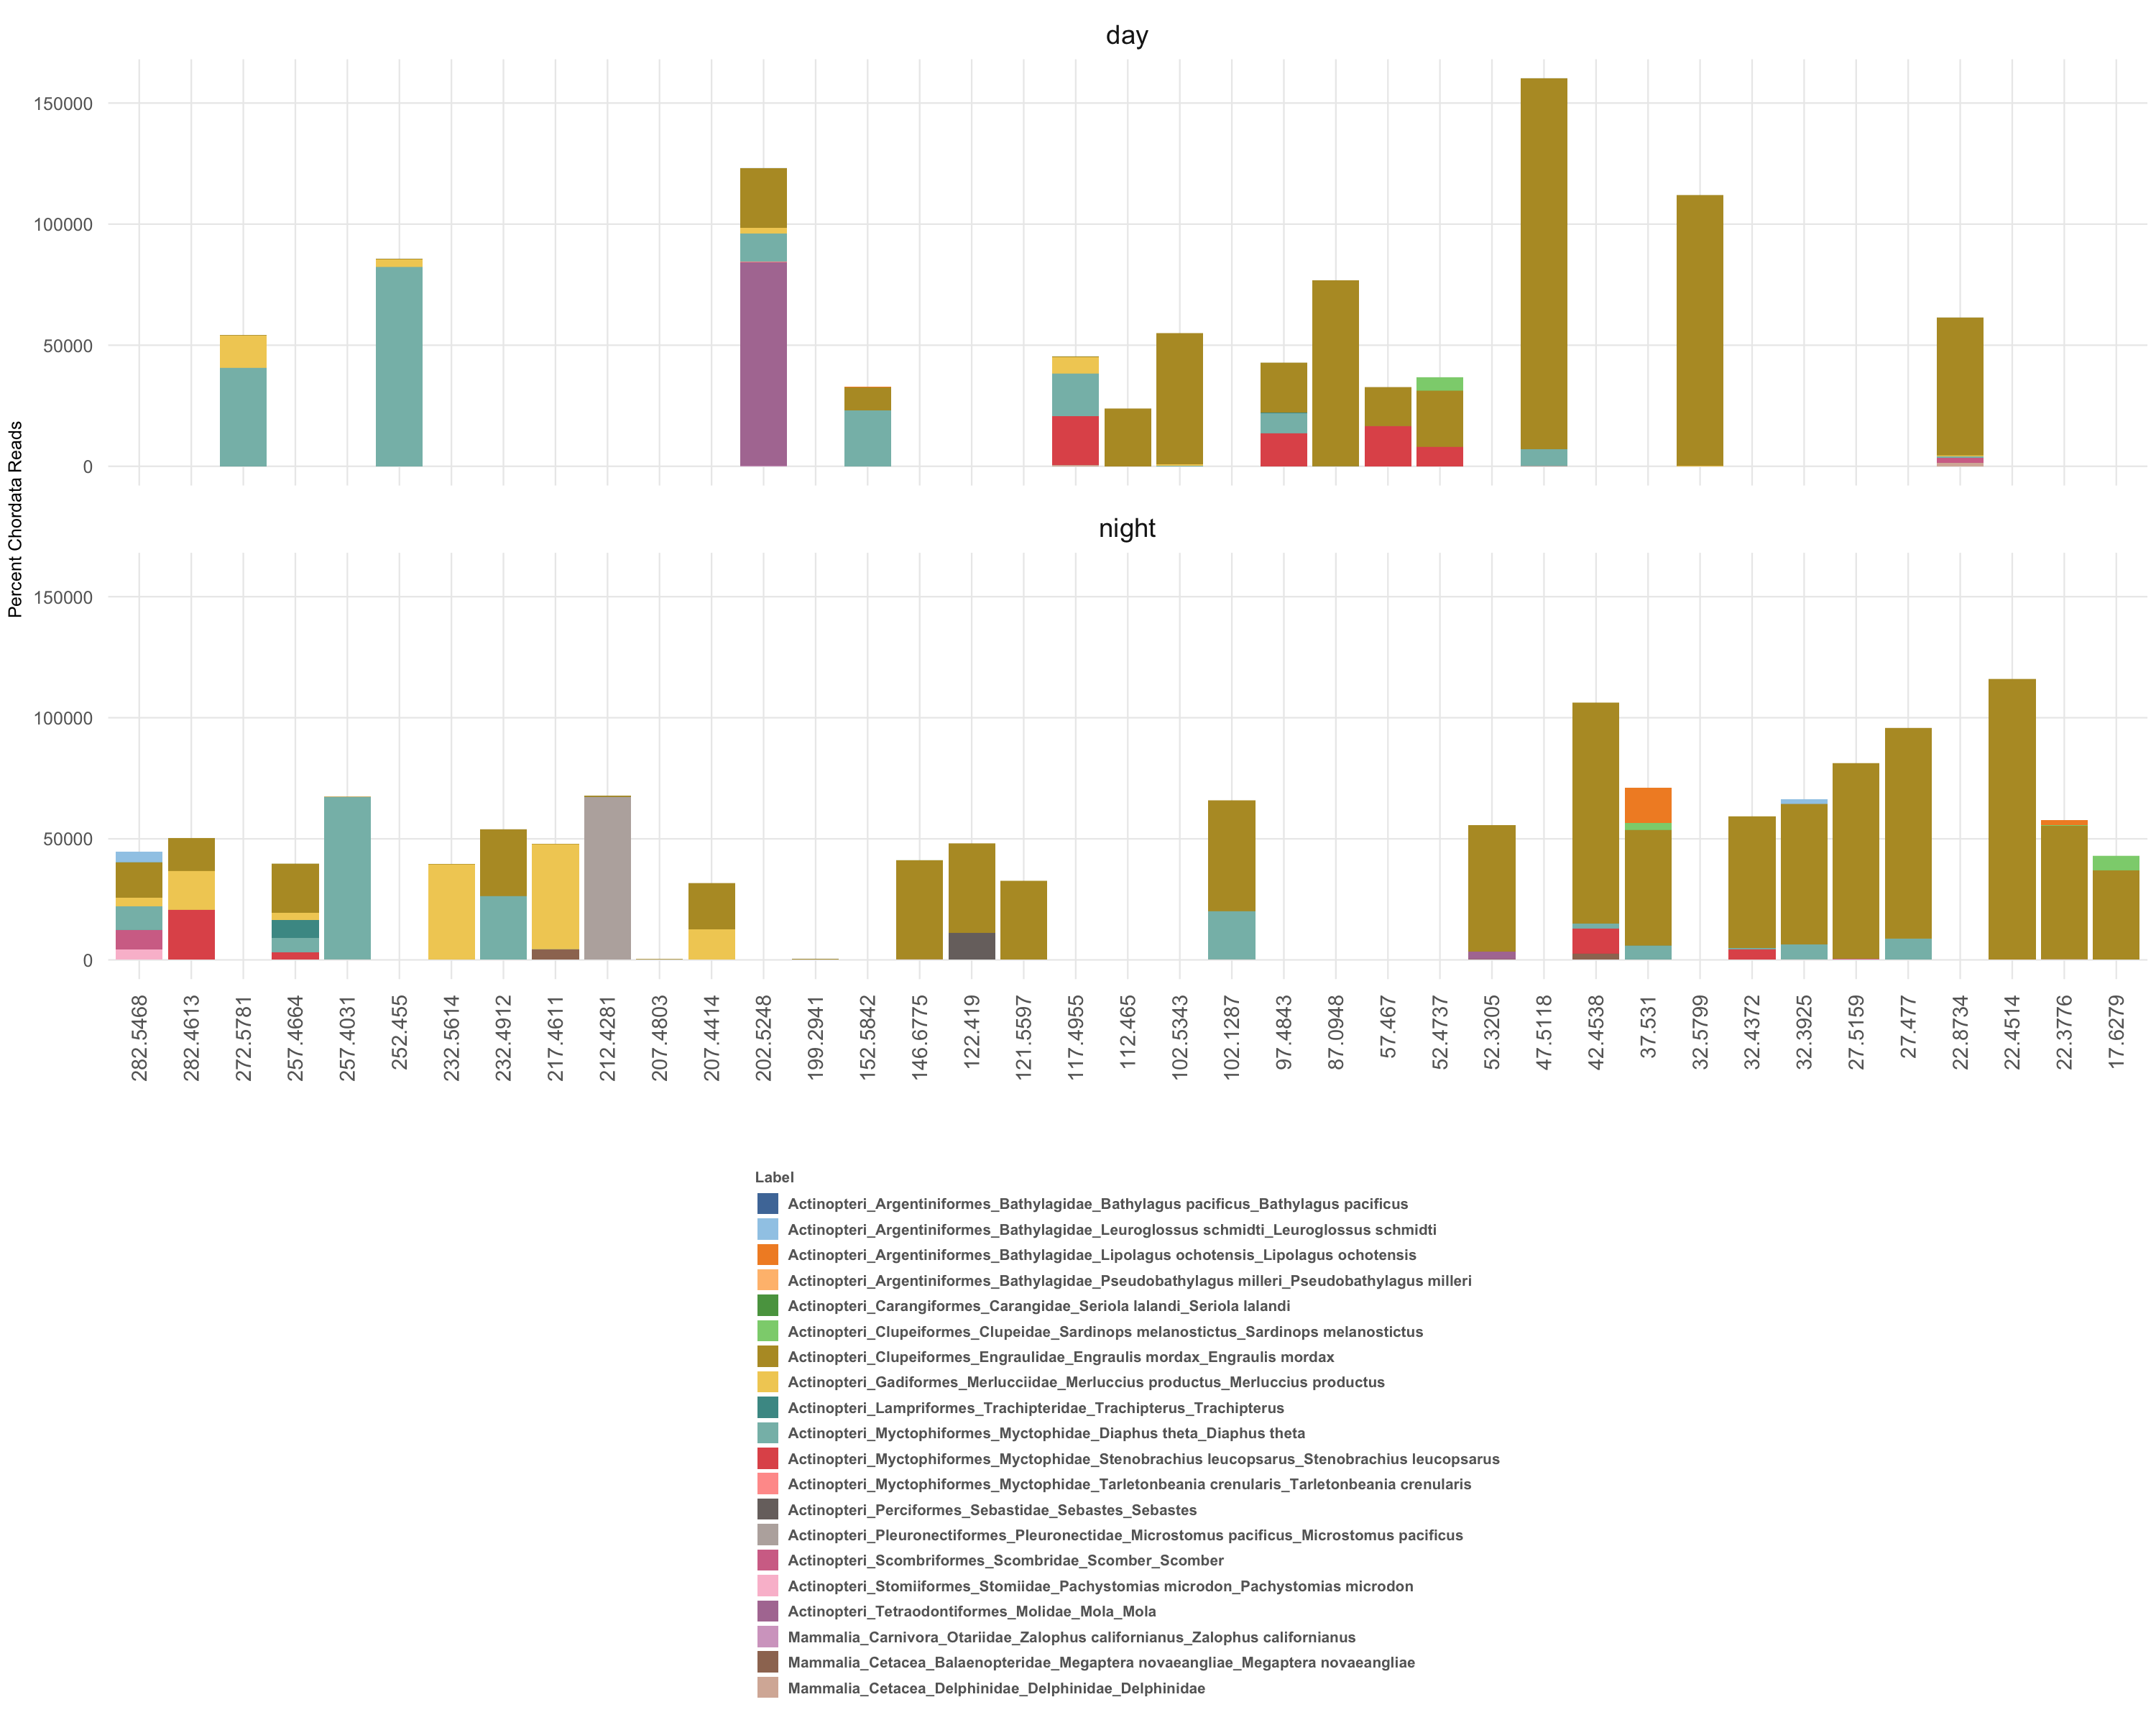 day
150000
100000
50000
0
Percent Chordata Reads
night
150000
100000
50000
0
282.5468
282.4613
272.5781
257.4664
257.4031
252.455
232.5614
232.4912
217.4611
212.4281
207.4803
207.4414
202.5248
199.2941
152.5842
146.6775
122.419
121.5597
117.4955
112.465
102.5343
102.1287
97.4843
87.0948
57.467
52.4737
52.3205
47.5118
42.4538
37.531
32.5799
32.4372
32.3925
27.5159
27.477
22.8734
22.4514
22.3776
17.6279
Label
Actinopteri_Argentiniformes_Bathylagidae_Bathylagus pacificus_Bathylagus pacificus
Actinopteri_Argentiniformes_Bathylagidae_Leuroglossus schmidti_Leuroglossus schmidti
Actinopteri_Argentiniformes_Bathylagidae_Lipolagus ochotensis_Lipolagus ochotensis
Actinopteri_Argentiniformes_Bathylagidae_Pseudobathylagus milleri_Pseudobathylagus milleri
Actinopteri_Carangiformes_Carangidae_Seriola lalandi_Seriola lalandi
Actinopteri_Clupeiformes_Clupeidae_Sardinops melanostictus_Sardinops melanostictus
Actinopteri_Clupeiformes_Engraulidae_Engraulis mordax_Engraulis mordax
Actinopteri_Gadiformes_Merlucciidae_Merluccius productus_Merluccius productus
Actinopteri_Lampriformes_Trachipteridae_Trachipterus_Trachipterus
Actinopteri_Myctophiformes_Myctophidae_Diaphus theta_Diaphus theta
Actinopteri_Myctophiformes_Myctophidae_Stenobrachius leucopsarus_Stenobrachius leucopsarus
Actinopteri_Myctophiformes_Myctophidae_Tarletonbeania crenularis_Tarletonbeania crenularis
Actinopteri_Perciformes_Sebastidae_Sebastes_Sebastes
Actinopteri_Pleuronectiformes_Pleuronectidae_Microstomus pacificus_Microstomus pacificus
Actinopteri_Scombriformes_Scombridae_Scomber_Scomber
Actinopteri_Stomiiformes_Stomiidae_Pachystomias microdon_Pachystomias microdon
Actinopteri_Tetraodontiformes_Molidae_Mola_Mola
Mammalia_Carnivora_Otariidae_Zalophus californianus_Zalophus californianus
Mammalia_Cetacea_Balaenopteridae_Megaptera novaeangliae_Megaptera novaeangliae
Mammalia_Cetacea_Delphinidae_Delphinidae_Delphinidae